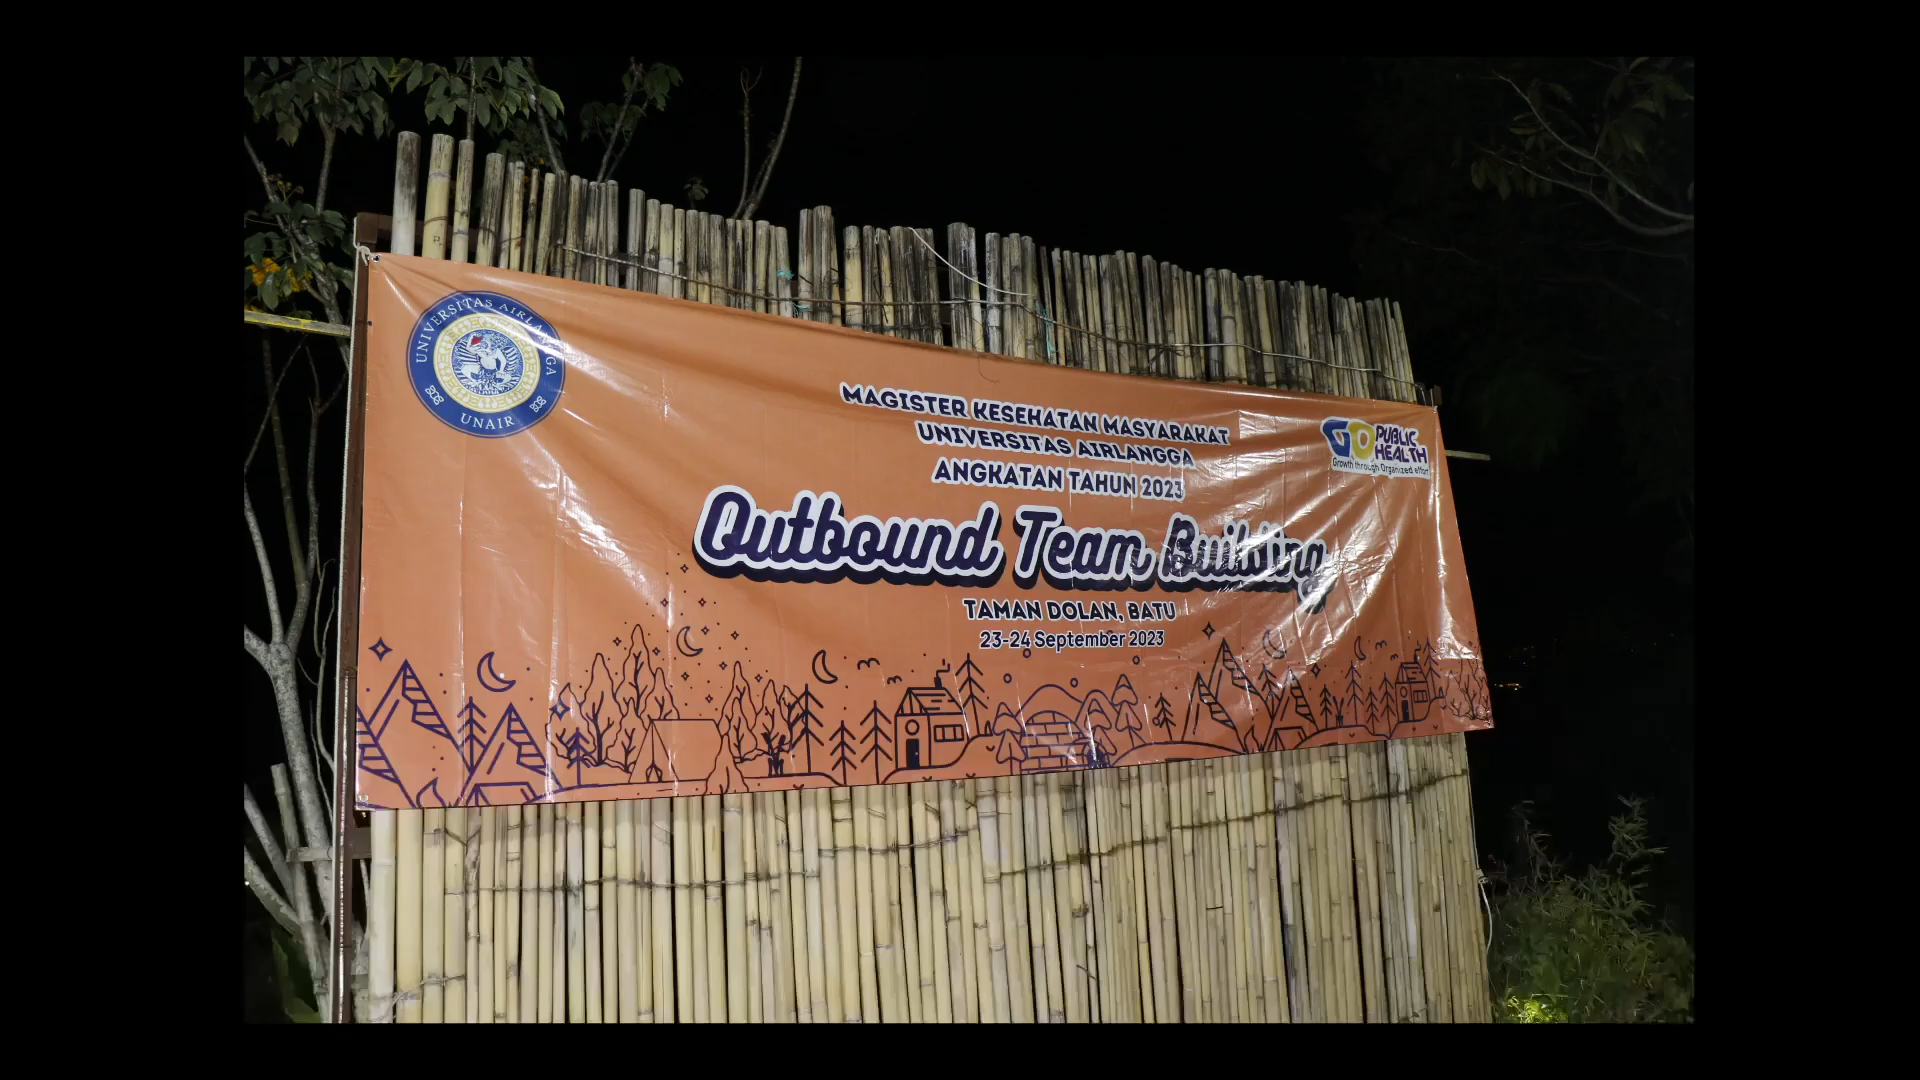 UNIVERSITAS AIRLANGGA
UNAIR
MAGISTER KESEHATAN MASYARAKAT
UNIVERSITAS AIRLANGGA
ANGKATAN TAHUN 2023
GO PUBLIC HEALTH
Growth through Organized effort
Outbound Team Building
TAMAN DOLAN, BATU
23-24 September 2023